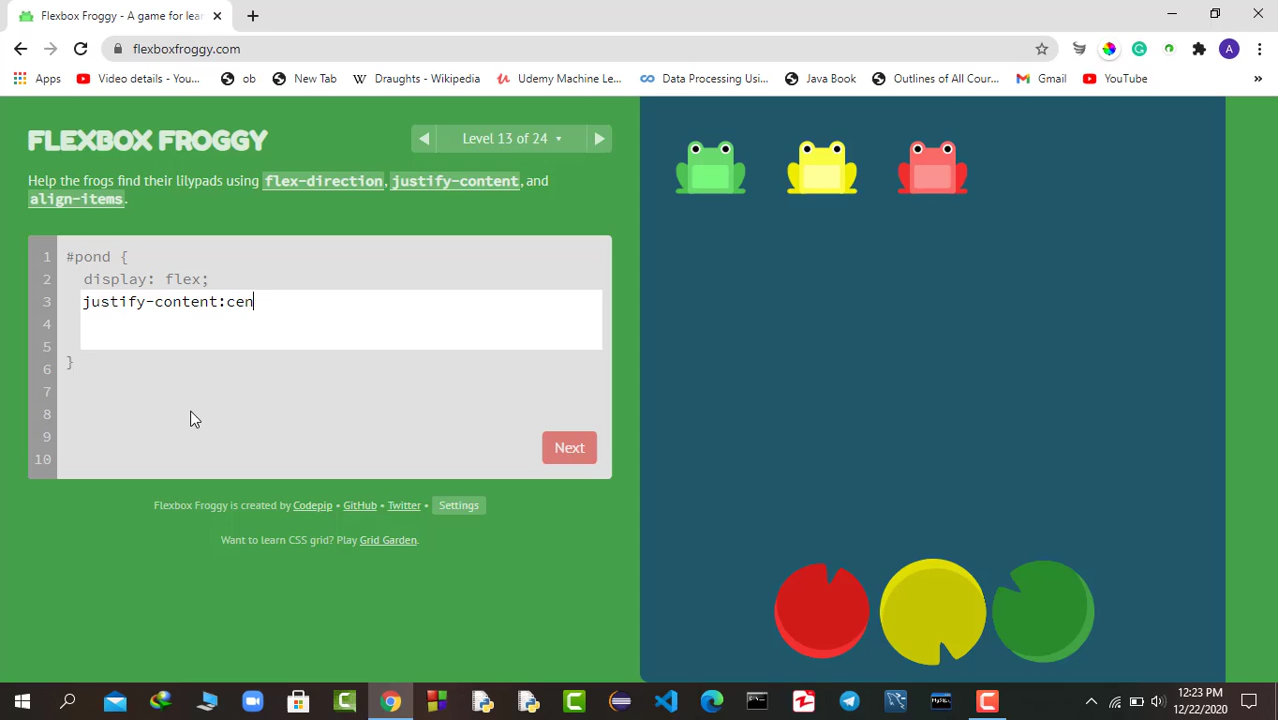 Flexbox Froggy - A game for lea
flexboxfroggy.com
A
Apps
Video details - You...
ob
New Tab
Draughts - Wikipedia
Udemy Machine Le...
Data Processing Usi...
Java Book
Outlines of All Cour...
Gmail
YouTube
»
FLEXBOX FROGGY
Level 13 of 24
Help the frogs find their lilypads using flex-direction, justify-content, and
align-items.
1 #pond {
2 display: flex;
3 justify-content:cen
4
5
6 }
7
8
9
10
Next
Flexbox Froggy is created by Codepip • GitHub • Twitter • Settings
Want to learn CSS grid? Play Grid Garden.
12:23 PM
12/22/2020